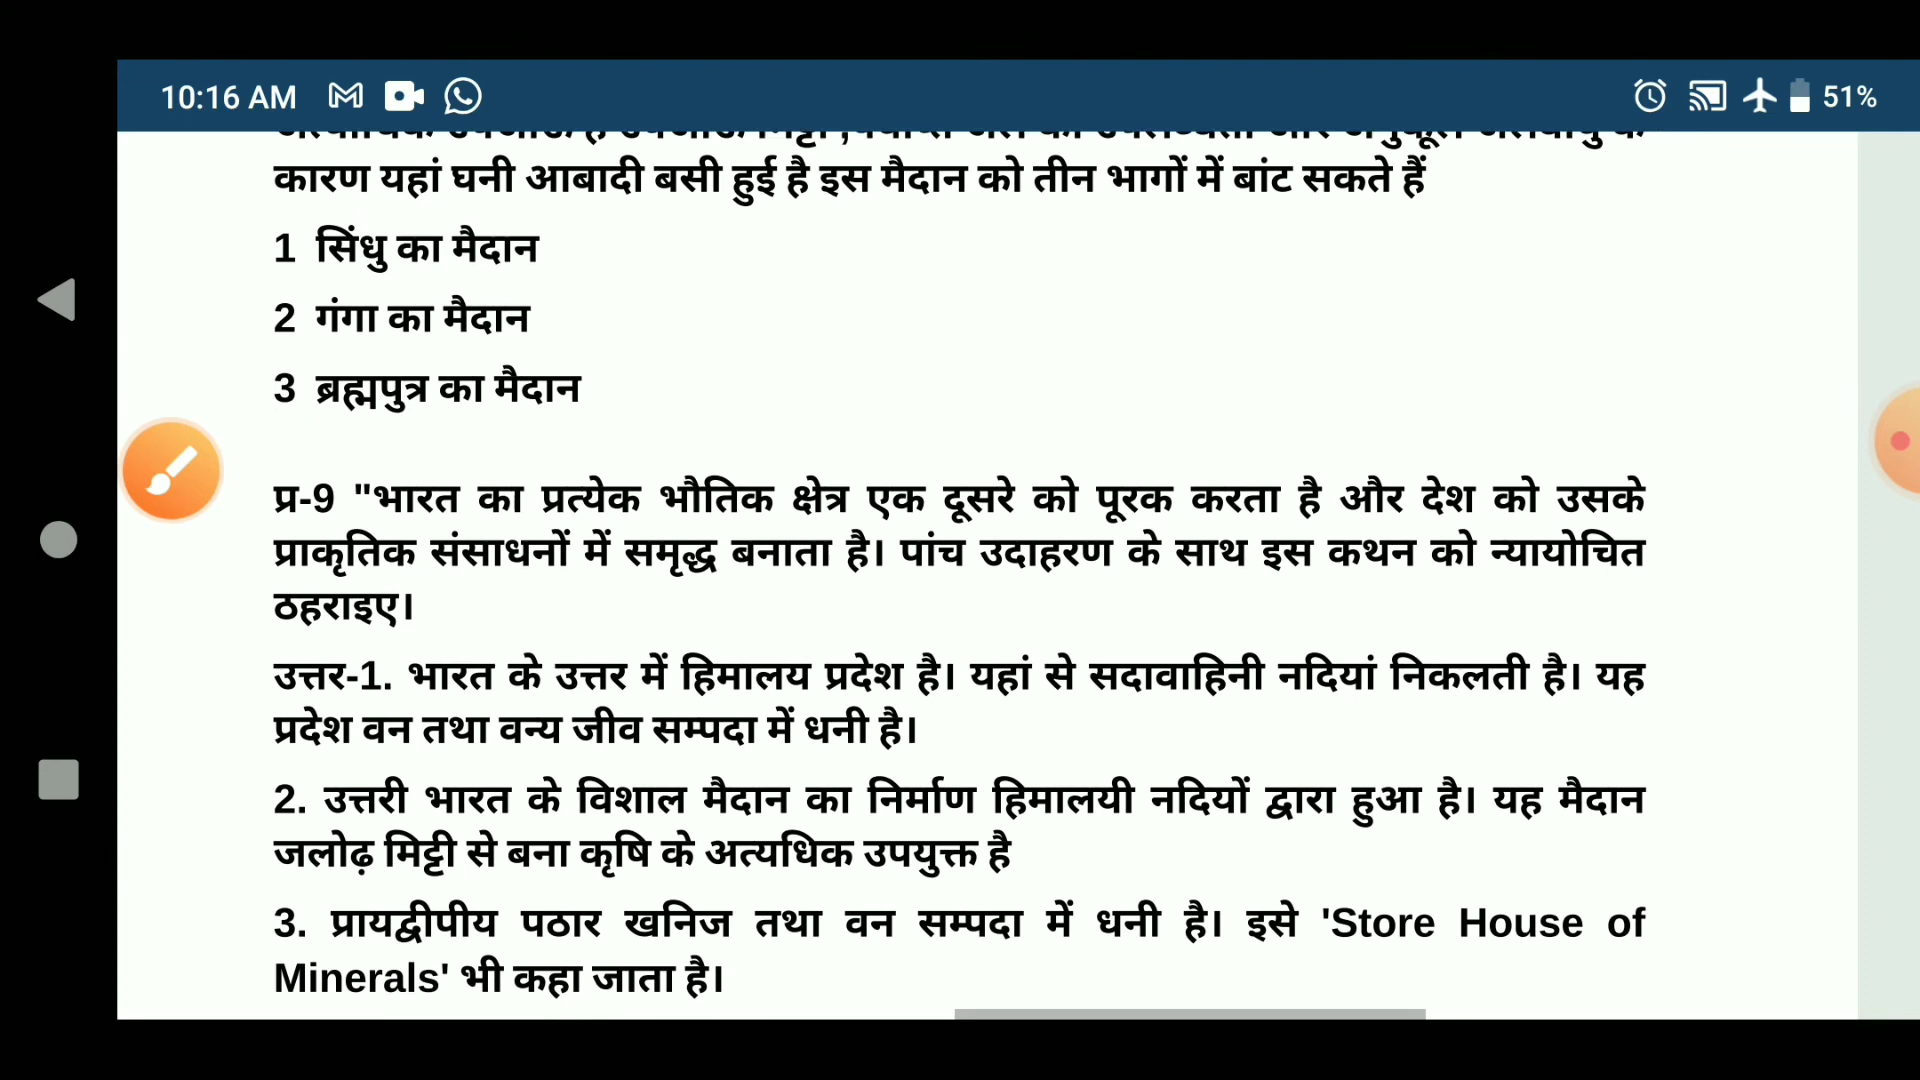 10:16 AM
51%
कारण यहां घनी आबादी बसी हुई है इस मैदान को तीन भागों में बांट सकते हैं
1 सिंधु का मैदान
2 गंगा का मैदान
3 ब्रह्मपुत्र का मैदान
प्र-9 "भारत का प्रत्येक भौतिक क्षेत्र एक दूसरे को पूरक करता है और देश को उसके
प्राकृतिक संसाधनों में समृद्ध बनाता है। पांच उदाहरण के साथ इस कथन को न्यायोचित
ठहराइए।
उत्तर-1. भारत के उत्तर में हिमालय प्रदेश है। यहां से सदावाहिनी नदियां निकलती है। यह
प्रदेश वन तथा वन्य जीव सम्पदा में धनी है।
2. उत्तरी भारत के विशाल मैदान का निर्माण हिमालयी नदियों द्वारा हुआ है। यह मैदान
जलोढ़ मिट्टी से बना कृषि के अत्यधिक उपयुक्त है
3. प्रायद्वीपीय पठार खनिज तथा वन सम्पदा में धनी है। इसे 'Store House of
Minerals' भी कहा जाता है।